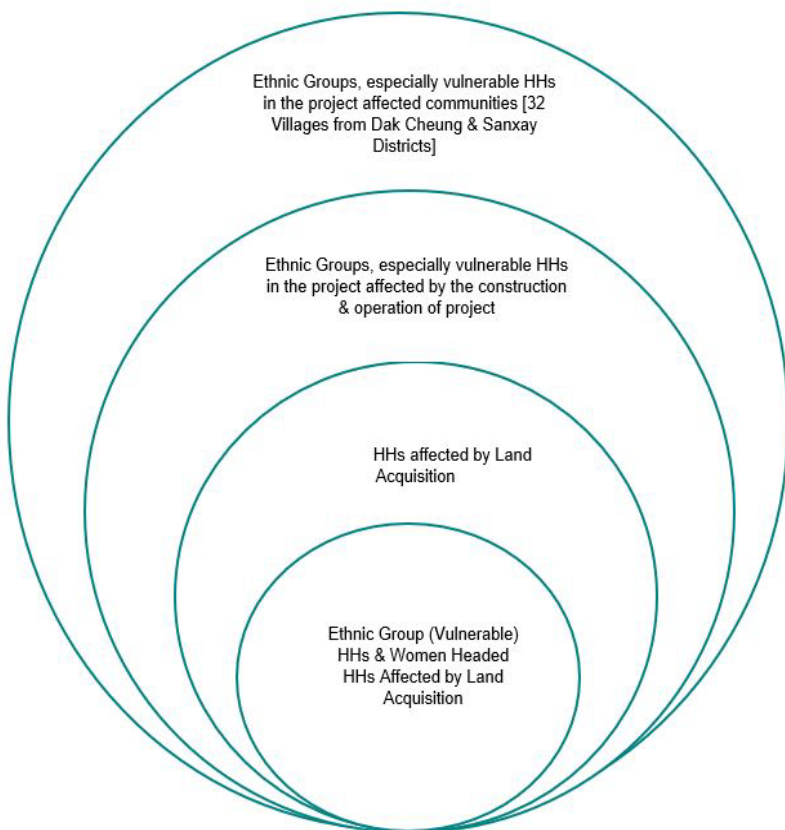 Ethnic Groups, especially vulnerable HHs
in the project affected communities [32
Villages from Dak Cheung & Sanxay
Districts]
Ethnic Groups, especially vulnerable HHs
in the project affected by the construction
& operation of project
HHs affected by Land
Acquisition
Ethnic Group (Vulnerable)
HHs & Women Headed
HHs Affected by Land
Acquisition